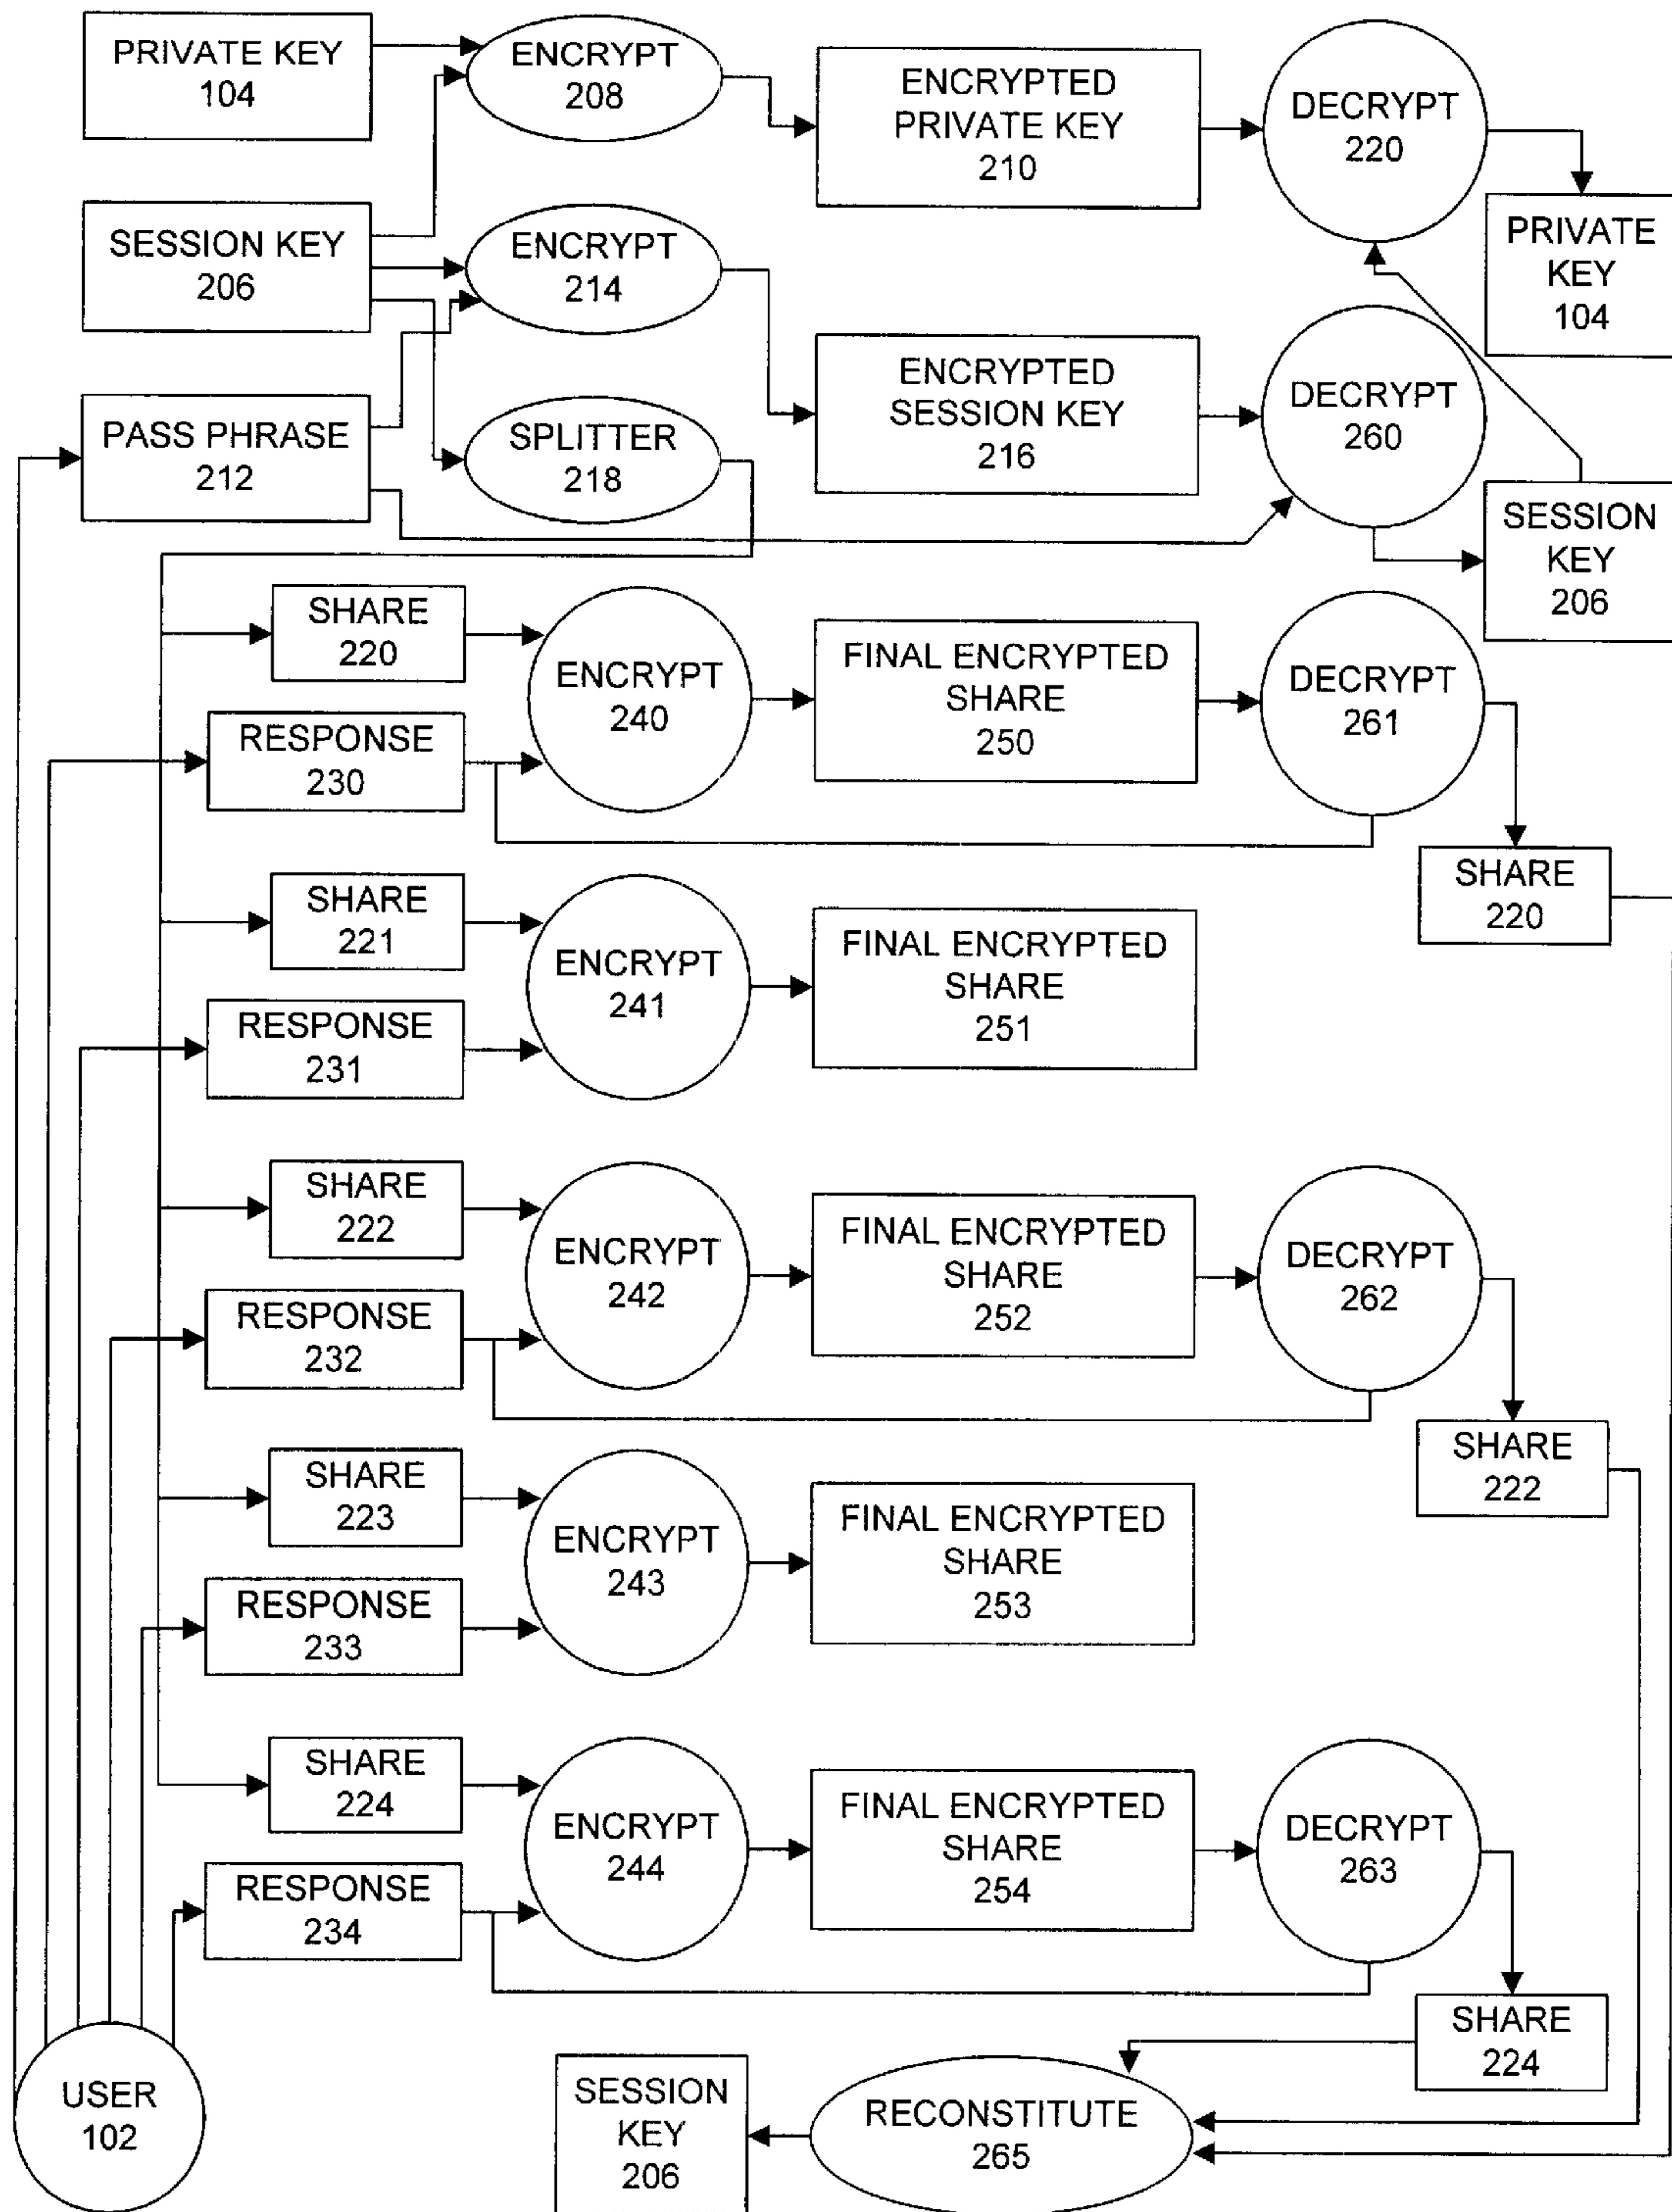 PRIVATE KEY
104
ENCRYPT
208
ENCRYPTED
PRIVATE KEY
210
DECRYPT
220
PRIVATE
KEY
104
SESSION KEY
206
ENCRYPT
214
ENCRYPTED
SESSION KEY
216
DECRYPT
260
SESSION
KEY
206
PASS PHRASE
212
SPLITTER
218
SHARE
220
RESPONSE
230
ENCRYPT
240
FINAL ENCRYPTED
SHARE
250
DECRYPT
261
SHARE
220
SHARE
221
RESPONSE
231
ENCRYPT
241
FINAL ENCRYPTED
SHARE
251
SHARE
222
RESPONSE
232
ENCRYPT
242
FINAL ENCRYPTED
SHARE
252
DECRYPT
262
SHARE
222
SHARE
223
RESPONSE
233
ENCRYPT
243
FINAL ENCRYPTED
SHARE
253
SHARE
224
RESPONSE
234
ENCRYPT
244
FINAL ENCRYPTED
SHARE
254
DECRYPT
263
SHARE
224
USER
102
SESSION
KEY
206
RECONSTITUTE
265